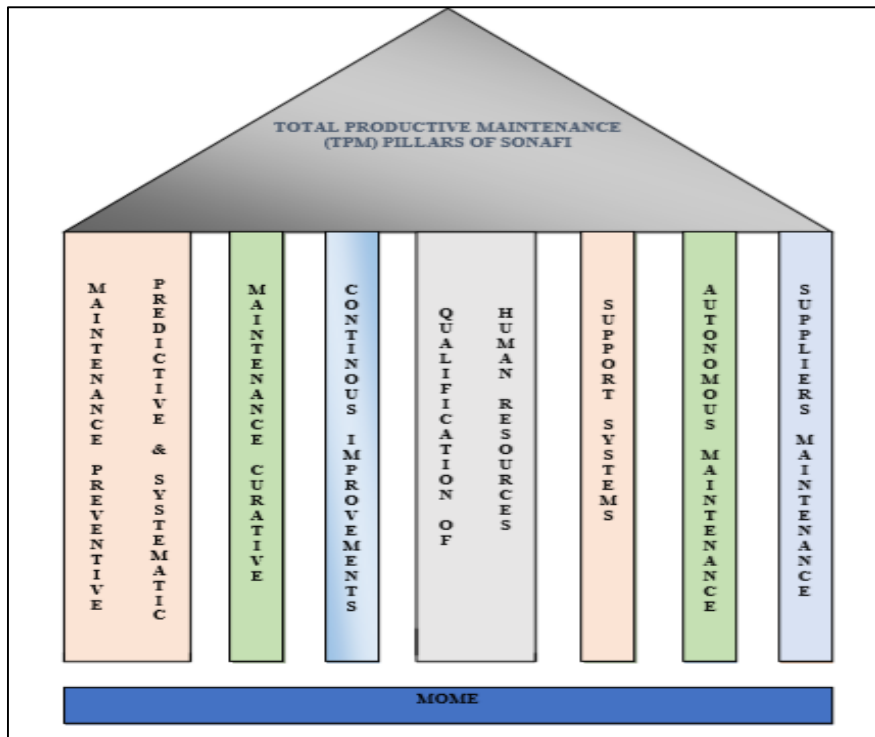 TOTAL PRODUCTIVE MAINTENANCE
(TPM) PILLARS OF SONAFI
MAINTENANCE PREVENTIVE
PREDICTIVE & SYSTEMATIC
MAINTENANCE CURATIVE
CONTINOUS IMPROVEMENTS
QUALIFICATION OF
HUMAN RESOURCES
SUPPORT SYSTEMS
AUTONOMOUS MAINTENANCE
SUPPLIERS MAINTENANCE
MOME